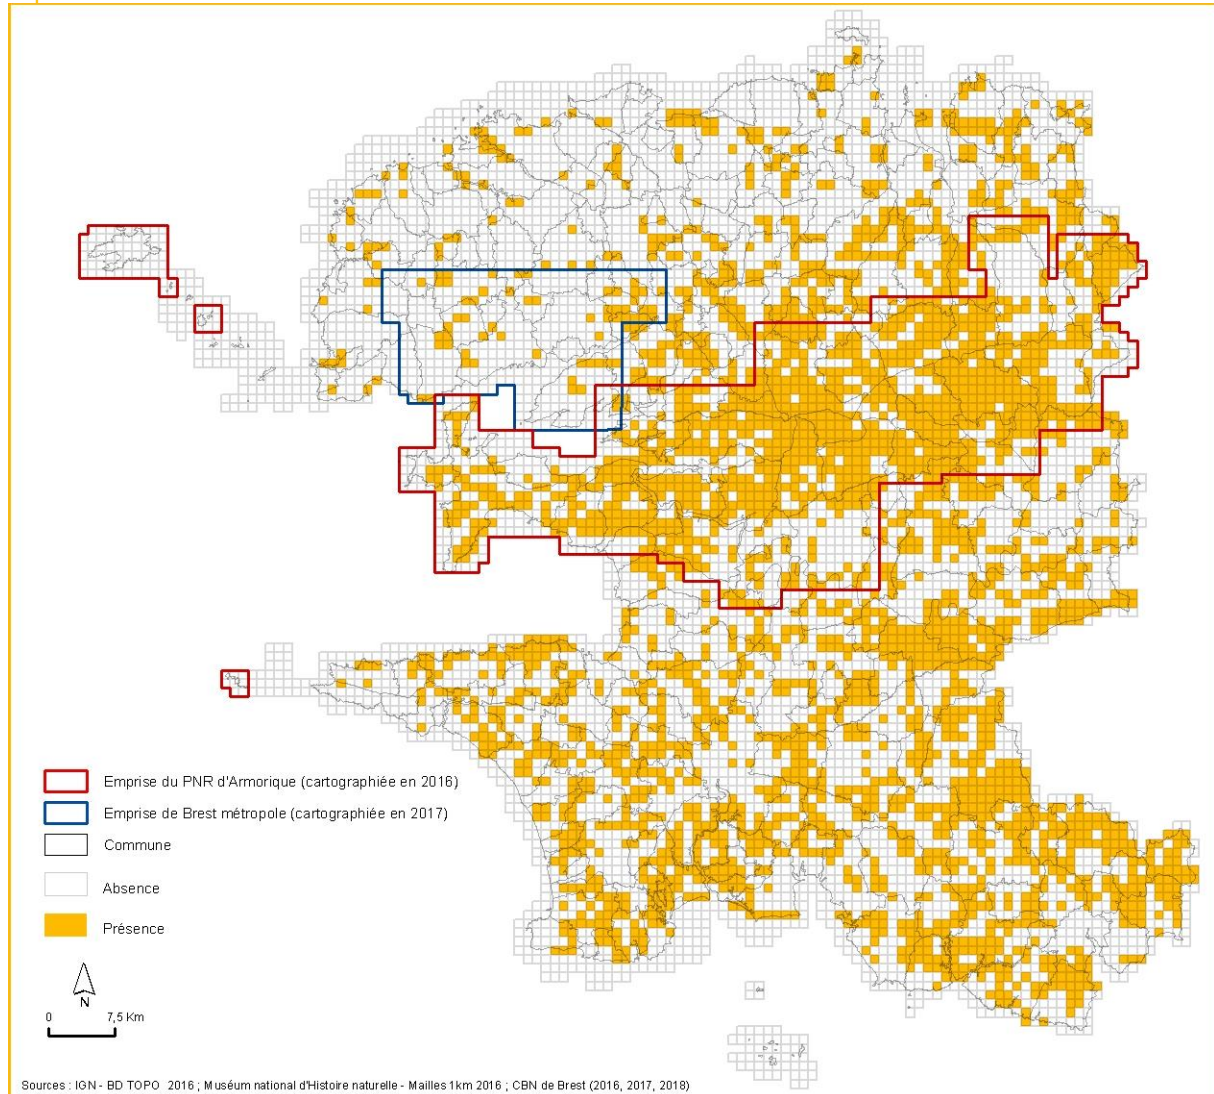 Emprise du PNR d'Armorique (cartographiée en 2016)
Emprise de Brest métropole (cartographiée en 2017)
Commune
Absence
Présence
N
0 7,5 Km
Sources : IGN - BD TOPO 2016 ; Muséum national d'Histoire naturelle - Mailles 1km 2016 ; CBN de Brest (2016, 2017, 2018)